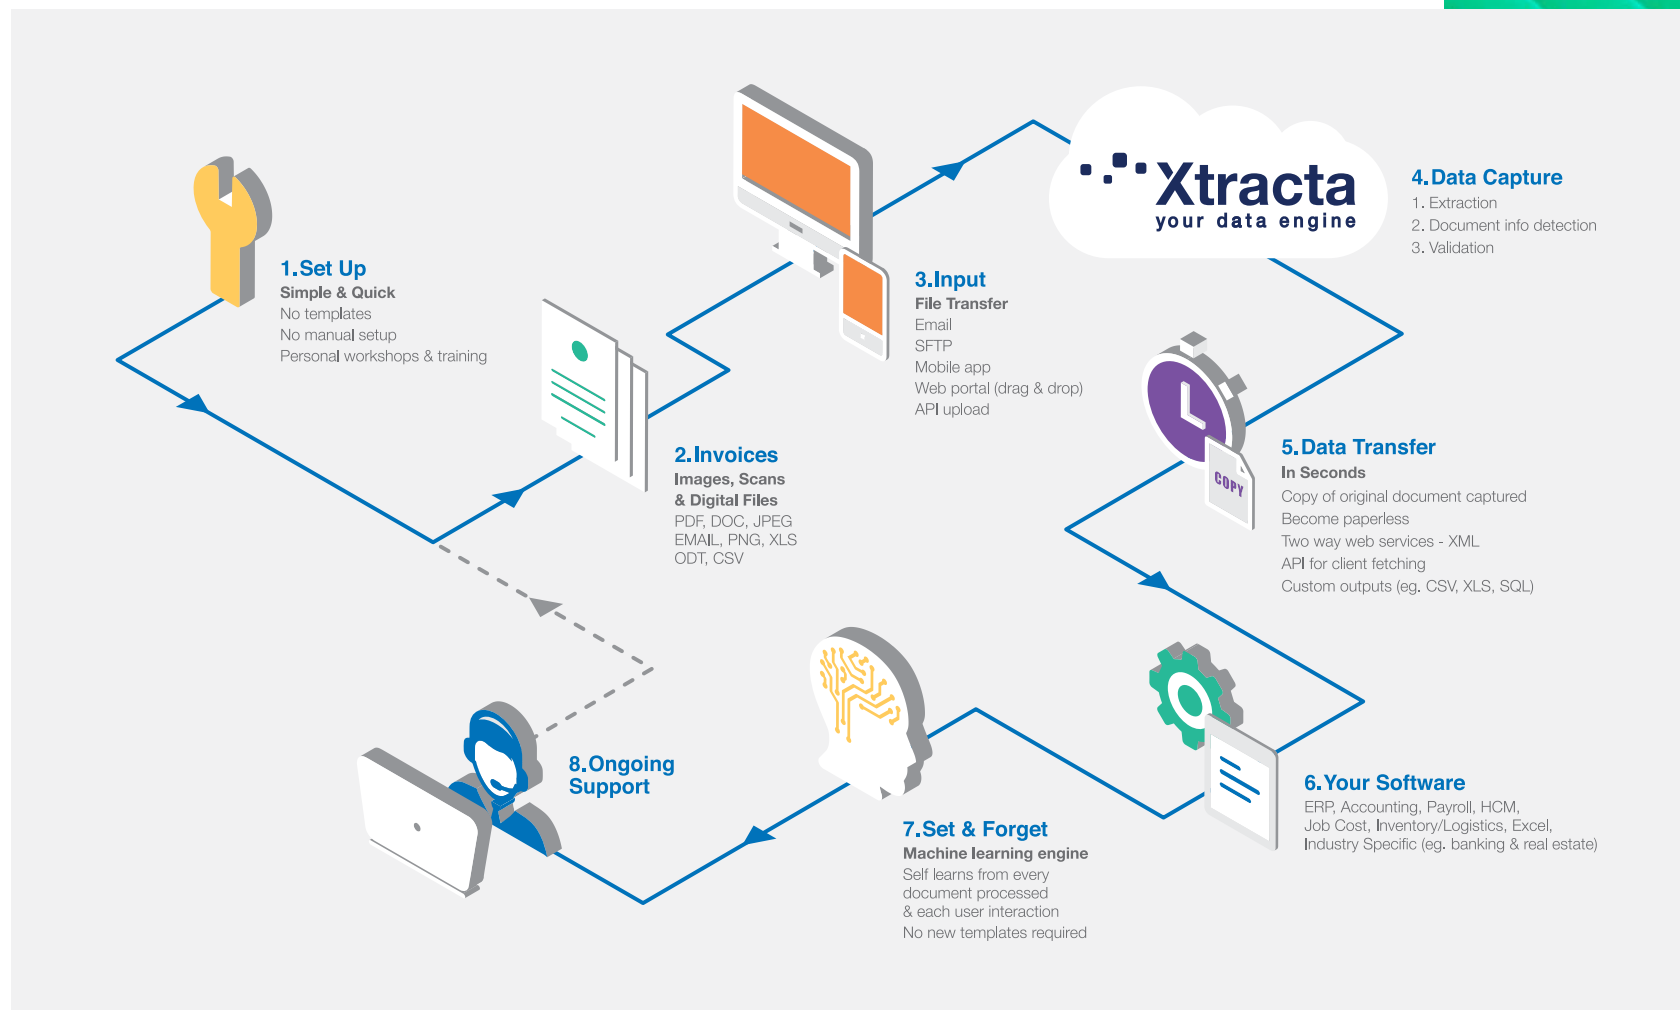 1.Set Up
Simple & Quick
No templates
No manual setup
Personal workshops & training
2.Invoices
Images, Scans
& Digital Files
PDF, DOC, JPEG
EMAIL, PNG, XLS
ODT, CSV
3.Input
File Transfer
Email
SFTP
Mobile app
Web portal (drag & drop)
API upload
Xtracta
your data engine
4.Data Capture
1. Extraction
2. Document info detection
3. Validation
COPY
5.Data Transfer
In Seconds
Copy of original document captured
Become paperless
Two way web services - XML
API for client fetching
Custom outputs (eg. CSV, XLS, SQL)
6.Your Software
ERP, Accounting, Payroll, HCM,
Job Cost, Inventory/Logistics, Excel,
Industry Specific (eg. banking & real estate)
7.Set & Forget
Machine learning engine
Self learns from every
document processed
& each user interaction
No new templates required
8.Ongoing
Support